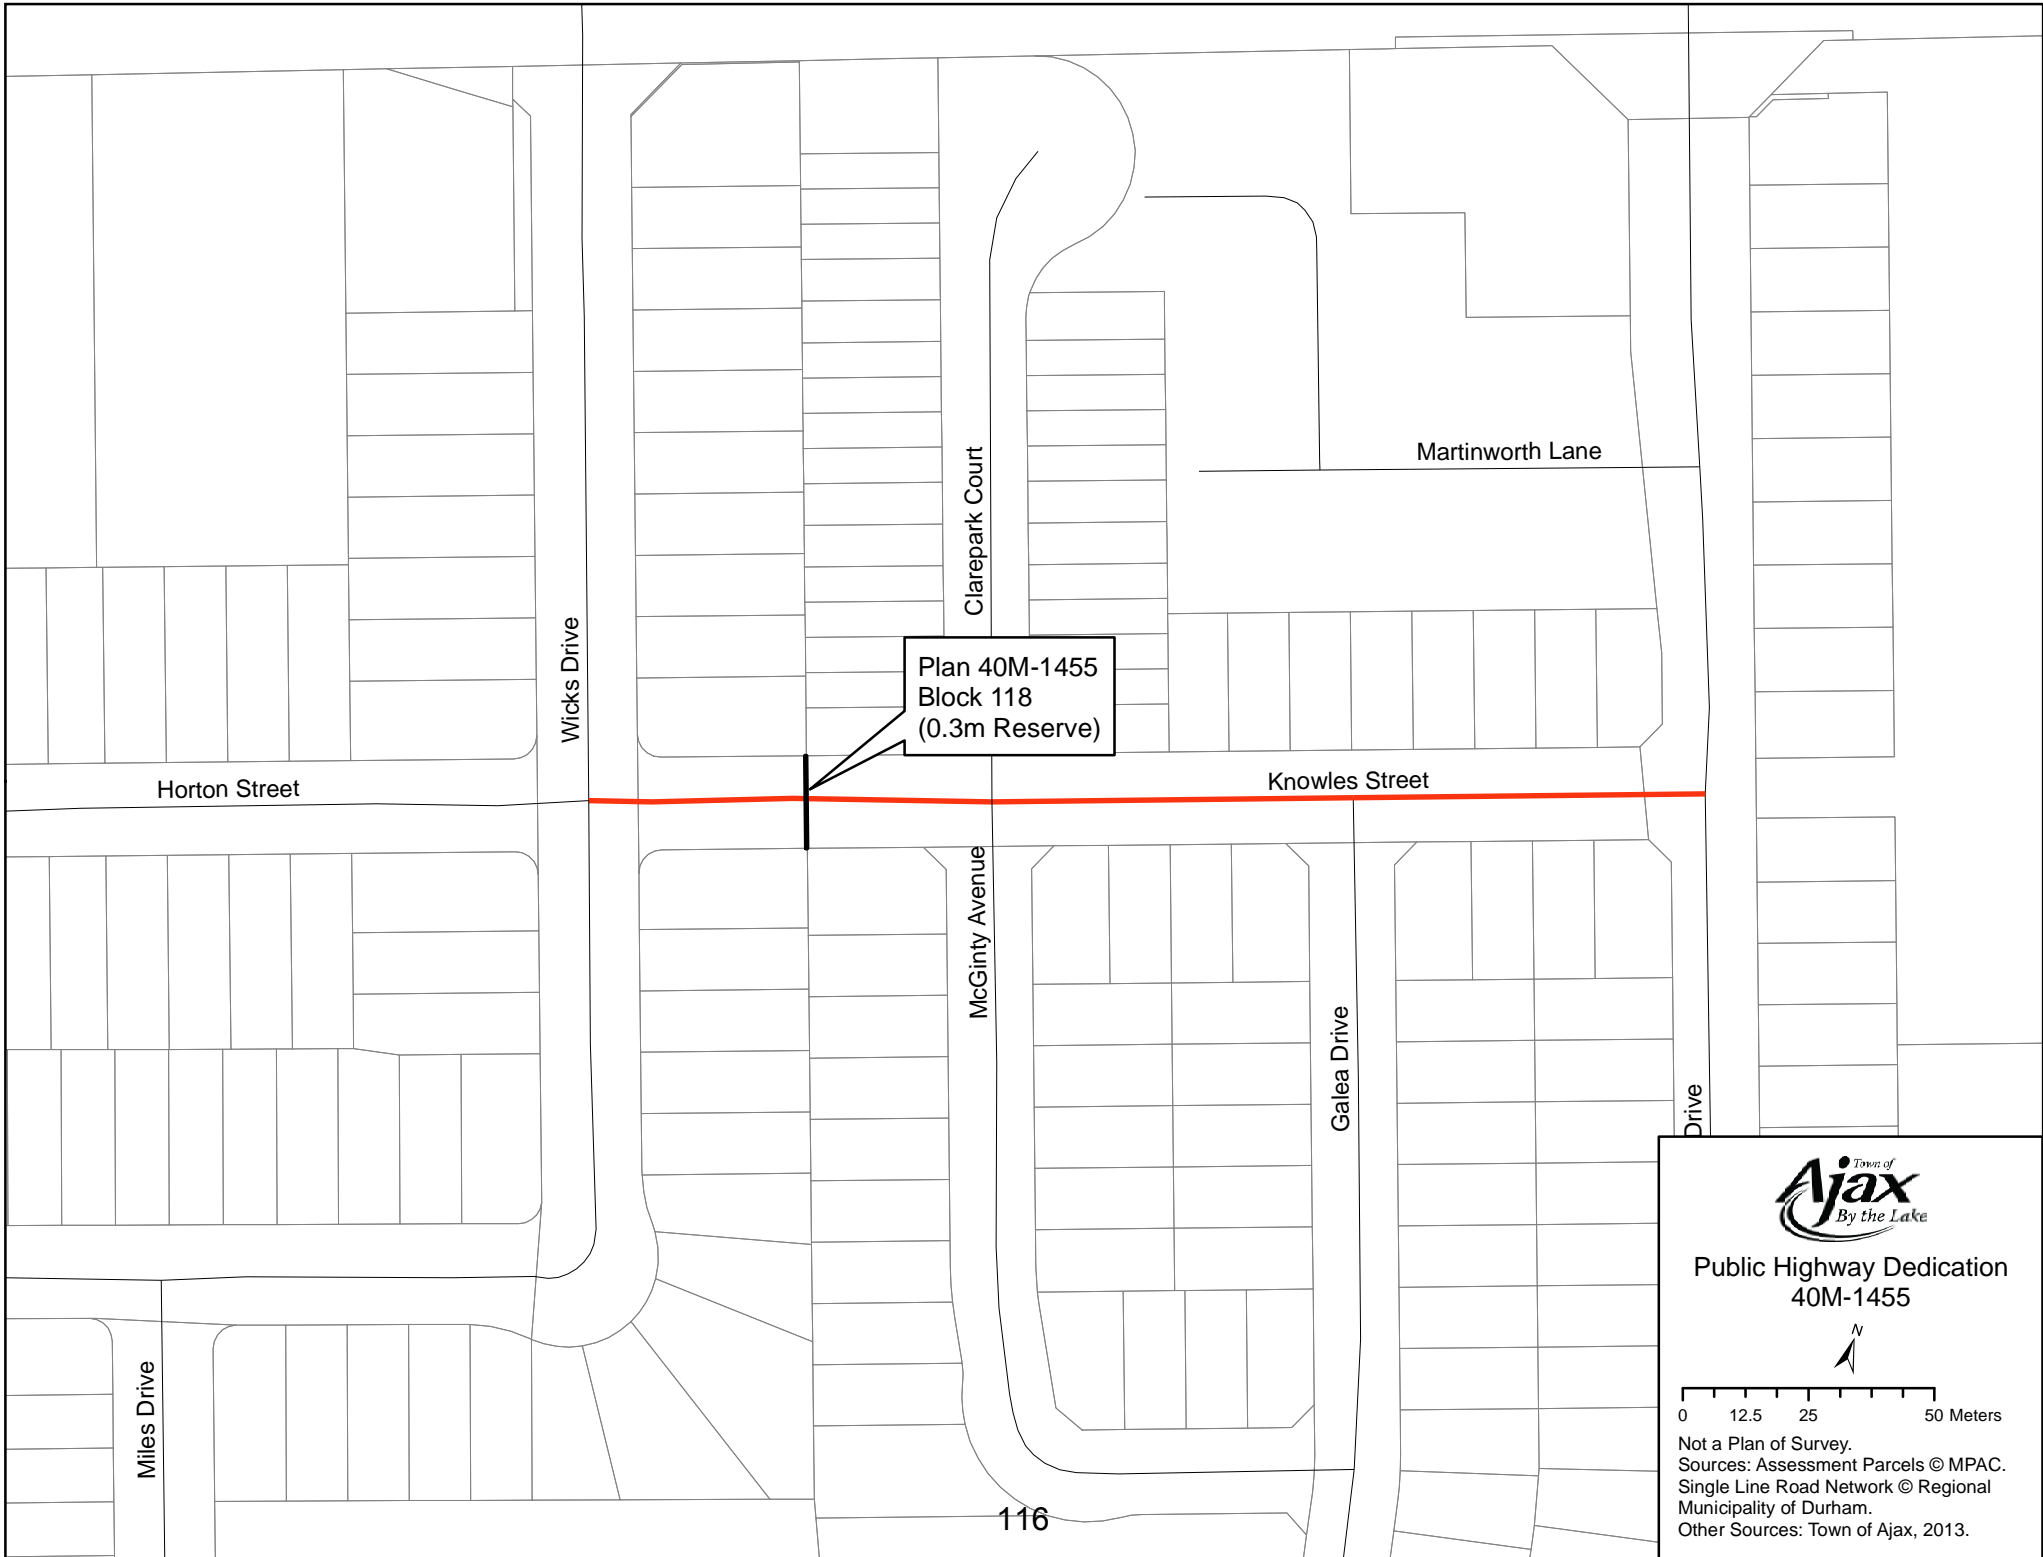 Martinworth Lane
Clarepark Court
Wicks Drive
Plan 40M-1455
Block 118
(0.3m Reserve)
Horton Street
Knowles Street
McGinty Avenue
Galea Drive
Drive
Miles Drive
Town of
Ajax
By the Lake
Public Highway Dedication
40M-1455
N
0 12.5 25 50 Meters
Not a Plan of Survey.
Sources: Assessment Parcels © MPAC.
Single Line Road Network © Regional
Municipality of Durham.
Other Sources: Town of Ajax, 2013.
116